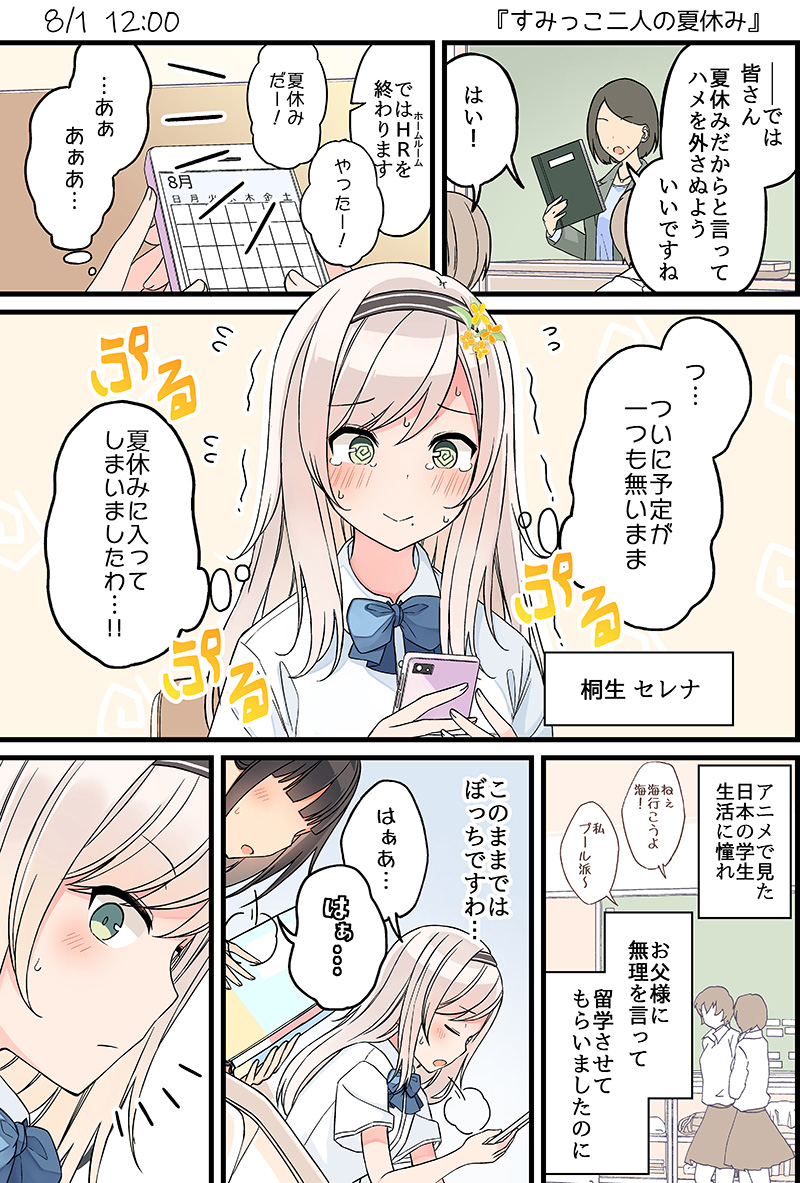 8/1 12:00
『すみっこ二人の夏休み』
――では
皆さん
夏休みだからと言って
ハメを外さぬよう
いいですね
はい！
ではHRを
ホームルーム
終わります
夏休み
だー！
やったー！
8月
日 月 火 水 木 金 土
…あぁ
あぁあ…
つ…
ついに予定が
一つも無いまま
ぷる
夏休みに入って
しまいましたわ…!!
ぷる
ぷる
桐生 セレナ
アニメで見た
日本の学生
生活に憧れ
ねぇ
海行こうよ
海！
私
プール派～
お父様に
無理を言って
留学させて
もらいましたのに
このままでは
ぼっちですわ…
はぁあ…
はぁ…